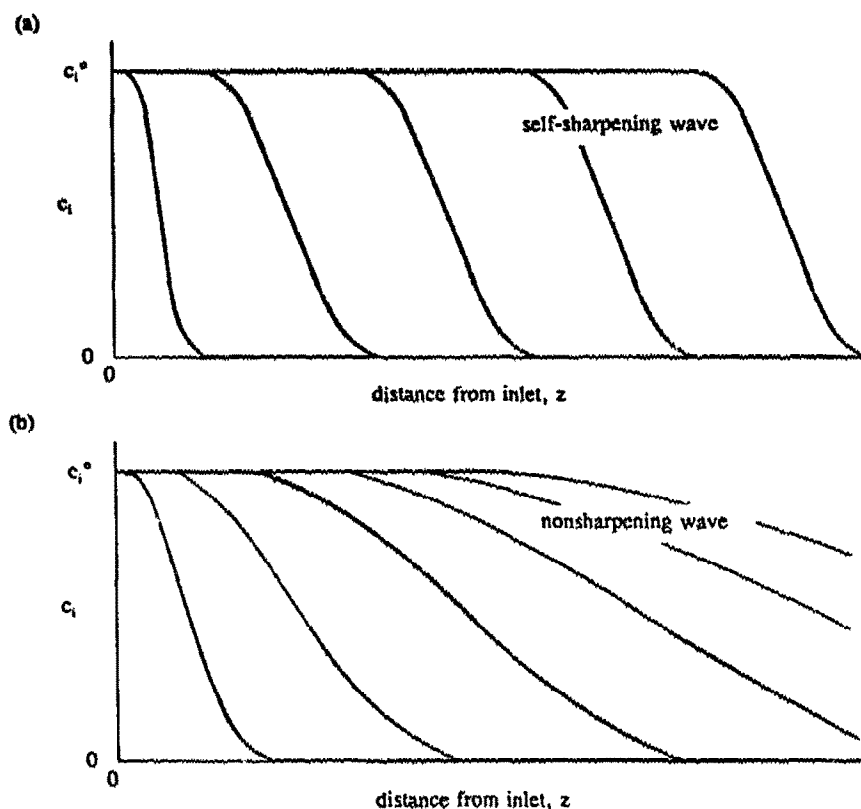 (a)
cᵢ°
self-sharpening wave
cᵢ
0
0
distance from inlet, z
(b)
cᵢ°
nonsharpening wave
cᵢ
0
0
distance from inlet, z